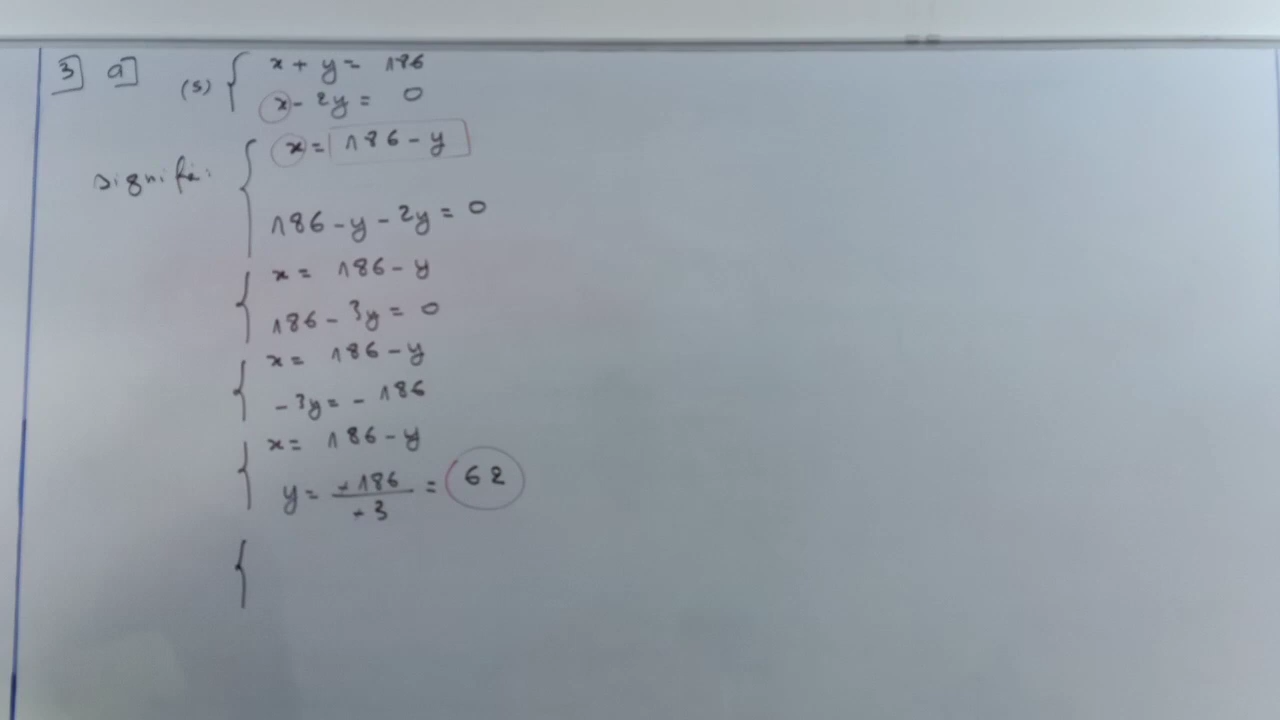 3] a] (S) { x + y = 186
x - 2y = 0
signifie: { x = 186 - y
186 - y - 2y = 0
{ x = 186 - y
186 - 3y = 0
{ x = 186 - y
- 3y = - 186
{ x = 186 - y
y = -186 / -3 = 62
{